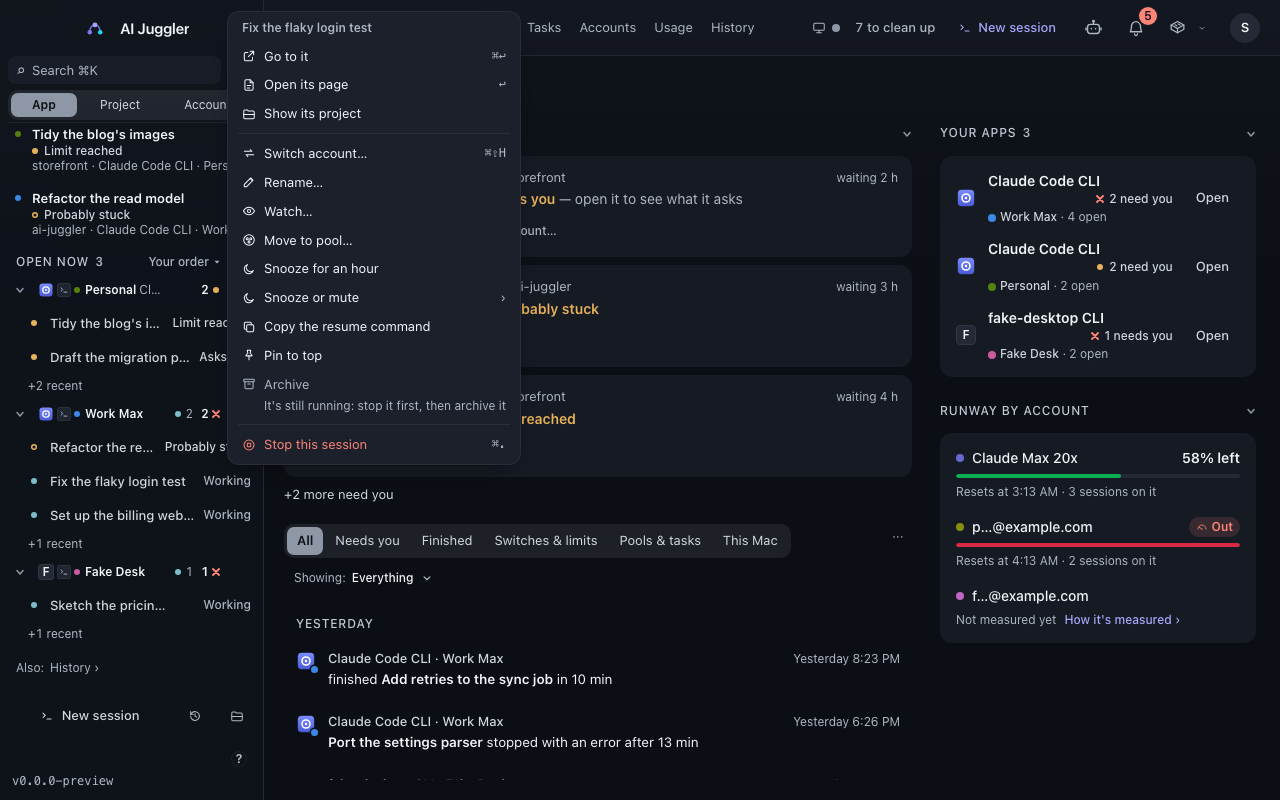 AI Juggler
Search ⌘K
App
Project
Accoun
Tidy the blog's images
Limit reached
storefront · Claude Code CLI · Pers
Refactor the read model
Probably stuck
ai-juggler · Claude Code CLI · Work
OPEN NOW 3
Your order
Personal Cl...
2
Tidy the blog's i...
Limit reac
Draft the migration p...
Asks
+2 recent
Work Max
2
2
Refactor the re...
Probably st
Fix the flaky login test
Working
Set up the billing web...
Working
+1 recent
F
Fake Desk
1
1
Sketch the pricin...
Working
+1 recent
Also: History ›
New session
?
v0.0.0-preview
Fix the flaky login test
Go to it
⌘↩
Open its page
↩
Show its project
Switch account...
⌘⇧H
Rename...
Watch...
Move to pool...
Snooze for an hour
Snooze or mute
›
Copy the resume command
Pin to top
Archive
It's still running: stop it first, then archive it
Stop this session
⌘.
Tasks
Accounts
Usage
History
7 to clean up
New session
5
S
orefront
waiting 2 h
s you — open it to see what it asks
ount...
i-juggler
waiting 3 h
bably stuck
orefront
waiting 4 h
reached
+2 more need you
All
Needs you
Finished
Switches & limits
Pools & tasks
This Mac
...
Showing: Everything
YESTERDAY
Claude Code CLI · Work Max
Yesterday 8:23 PM
finished Add retries to the sync job in 10 min
Claude Code CLI · Work Max
Yesterday 6:26 PM
Port the settings parser stopped with an error after 13 min
YOUR APPS 3
Claude Code CLI
2 need you
Work Max · 4 open
Open
Claude Code CLI
2 need you
Personal · 2 open
Open
F
fake-desktop CLI
1 needs you
Fake Desk · 2 open
Open
RUNWAY BY ACCOUNT
Claude Max 20x
58% left
Resets at 3:13 AM · 3 sessions on it
p...@example.com
Out
Resets at 4:13 AM · 2 sessions on it
f...@example.com
Not measured yet
How it's measured ›